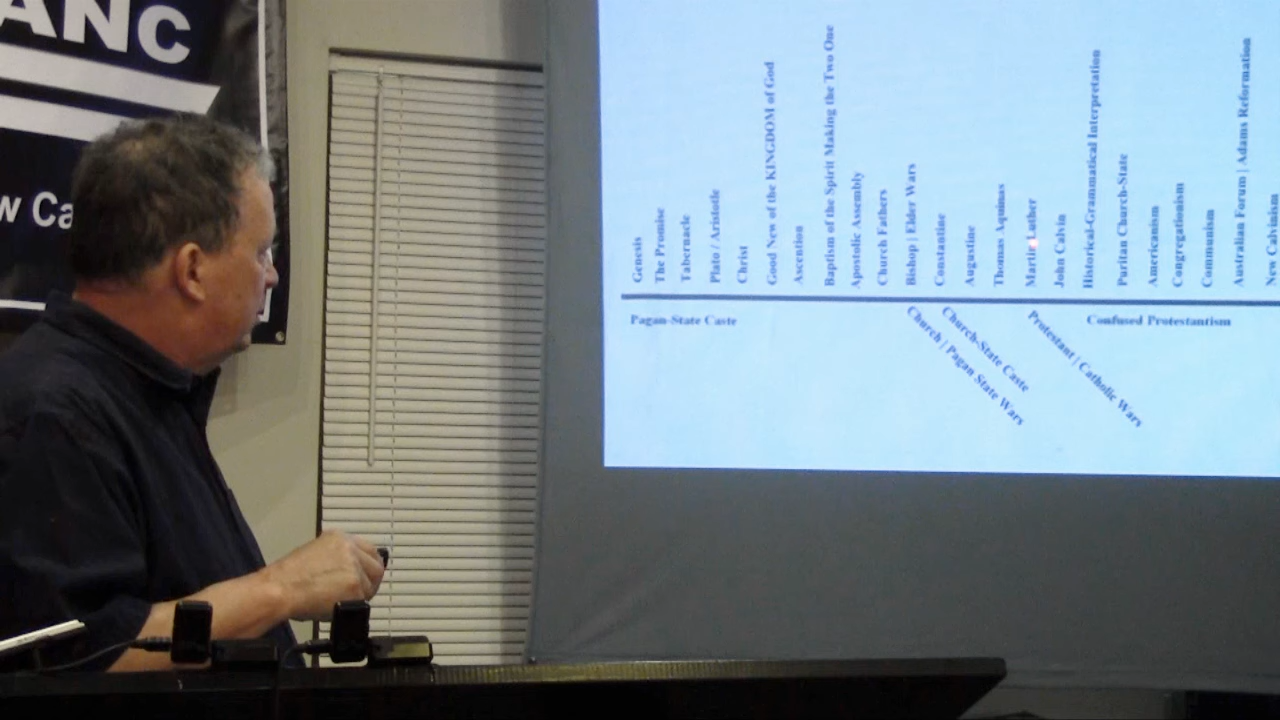 ANC
w Ca
Genesis
The Promise
Tabernacle
Plato / Aristotle
Christ
Good New of the KINGDOM of God
Ascention
Baptism of the Spirit Making the Two One
Apostolic Assembly
Church Fathers
Bishop | Elder Wars
Constantine
Augustine
Thomas Aquinas
Martin Luther
John Calvin
Historical-Grammatical Interpretation
Puritan Church-State
Americanism
Congregationism
Communism
Australian Forum | Adams Reformation
New Calvinism
Pagan-State Caste
Church | Pagan State Wars
Church-State Caste
Protestant | Catholic Wars
Confused Protestantism